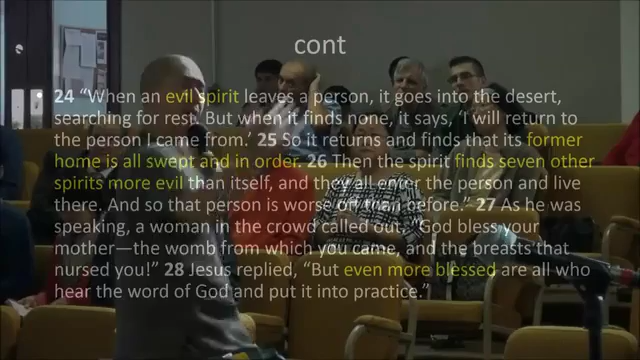 cont
24 “When an evil spirit leaves a person, it goes into the desert,
searching for rest. But when it finds none, it says, ‘I will return to
the person I came from.’ 25 So it returns and finds that its former
home is all swept and in order. 26 Then the spirit finds seven other
spirits more evil than itself, and they all enter the person and live
there. And so that person is worse off than before.” 27 As he was
speaking, a woman in the crowd called out, “God bless your
mother—the womb from which you came, and the breasts that
nursed you!” 28 Jesus replied, “But even more blessed are all who
hear the word of God and put it into practice.”